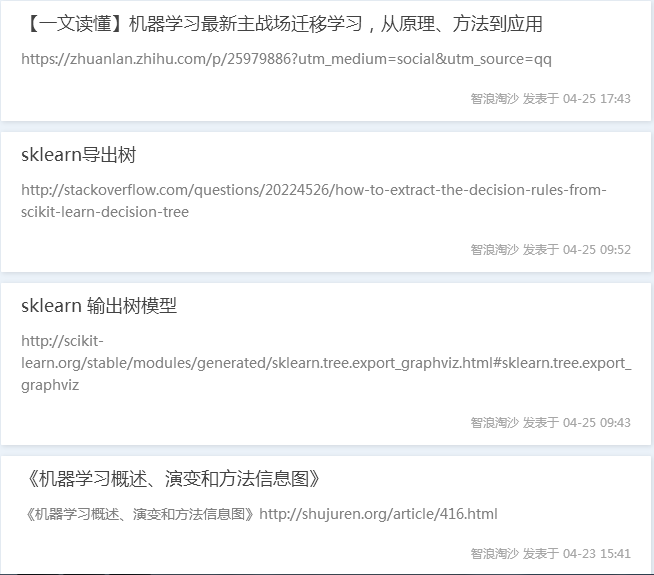 【一文读懂】机器学习最新主战场迁移学习，从原理、方法到应用
https://zhuanlan.zhihu.com/p/25979886?utm_medium=social&utm_source=qq
智浪淘沙 发表于 04-25 17:43
sklearn导出树
http://stackoverflow.com/questions/20224526/how-to-extract-the-decision-rules-from-
scikit-learn-decision-tree
智浪淘沙 发表于 04-25 09:52
sklearn 输出树模型
http://scikit-
learn.org/stable/modules/generated/sklearn.tree.export_graphviz.html#sklearn.tree.export_
graphviz
智浪淘沙 发表于 04-25 09:43
《机器学习概述、演变和方法信息图》
《机器学习概述、演变和方法信息图》http://shujuren.org/article/416.html
智浪淘沙 发表于 04-23 15:41